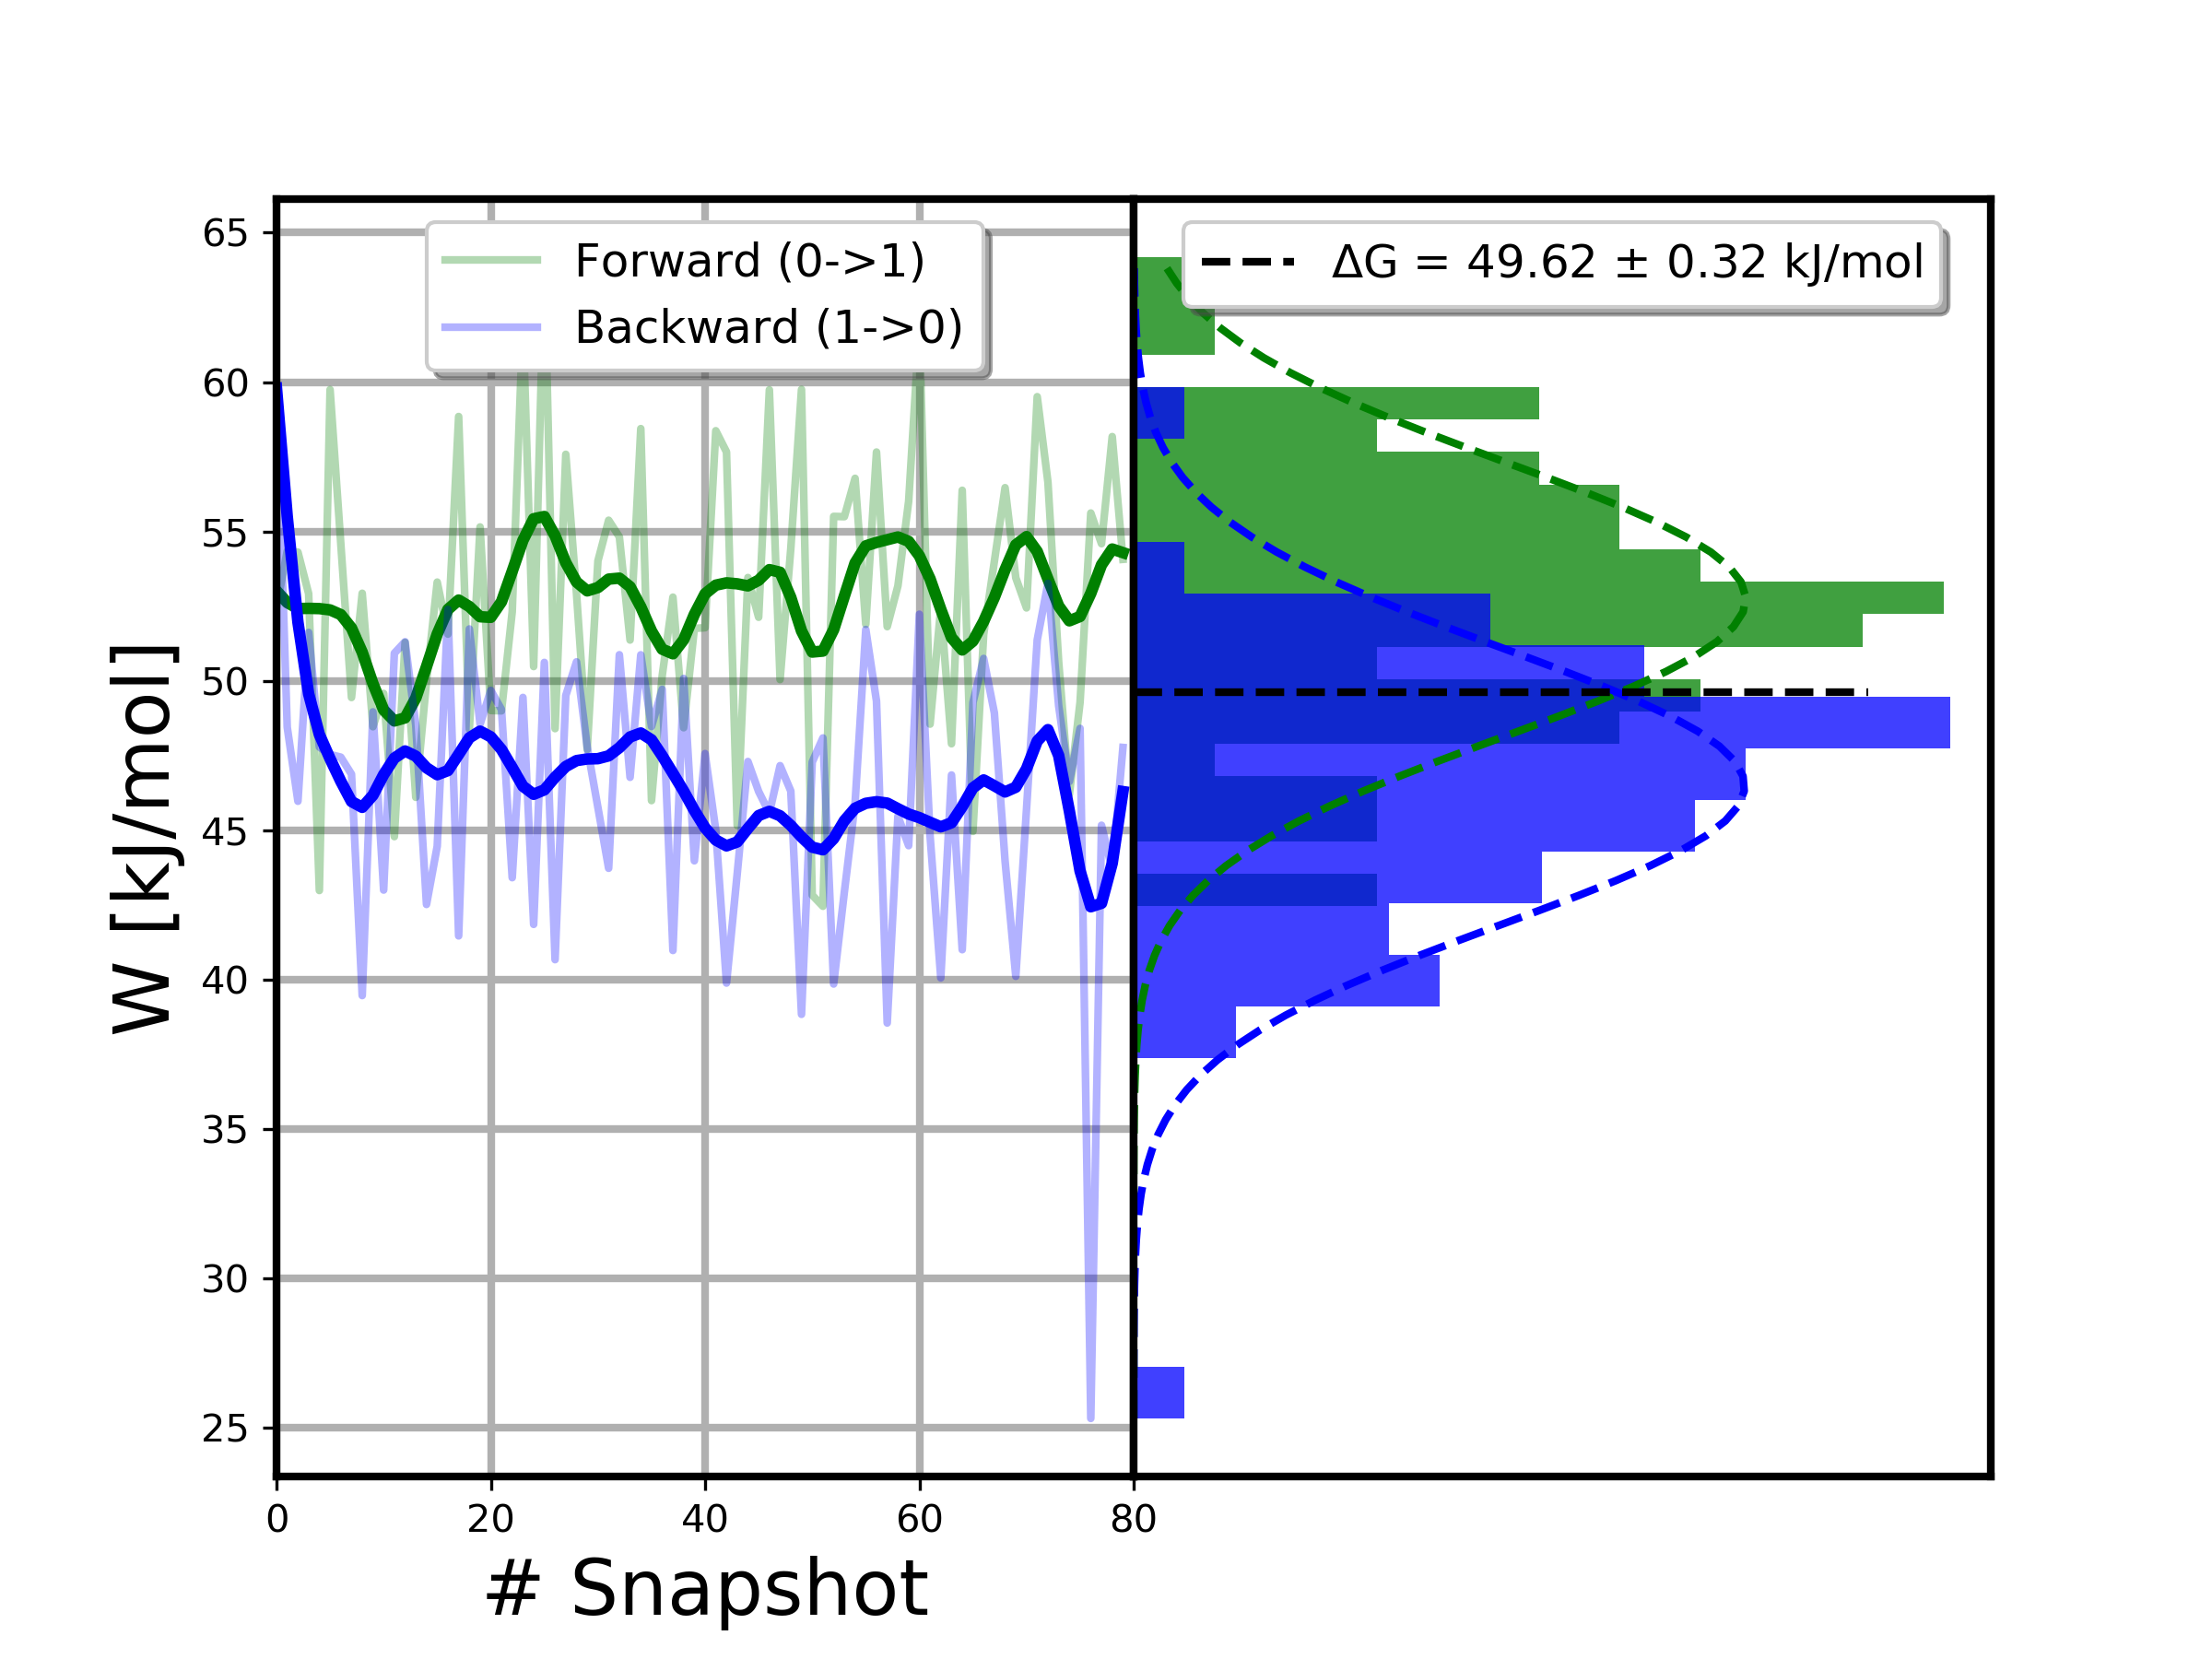 Forward (0->1)
Backward (1->0)
ΔG = 49.62 ± 0.32 kJ/mol
65
60
55
50
45
40
35
30
25
W [kJ/mol]
0 20 40 60 80
# Snapshot